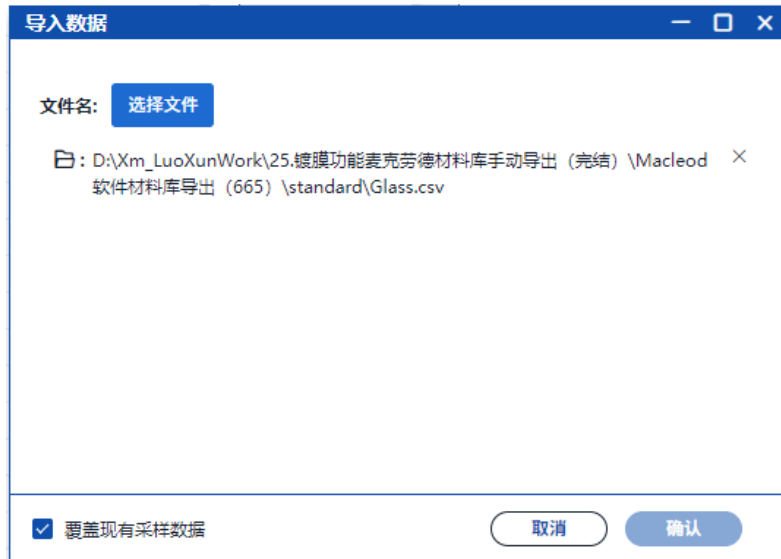 导入数据
文件名: 选择文件
: D:\Xm_LuoXunWork\25.镀膜功能麦克劳德材料库手动导出（完结）\Macleod
软件材料库导出（665）\standard\Glass.csv
覆盖现有采样数据 取消 确认